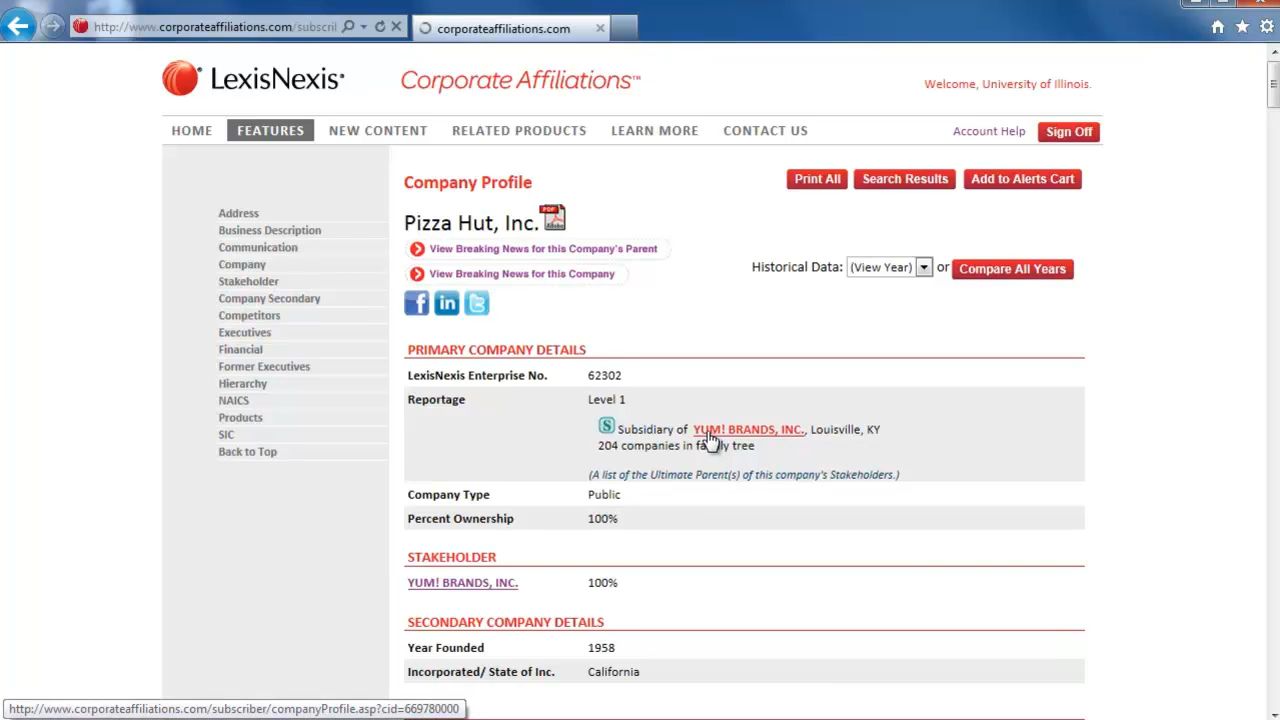 http://www.corporateaffiliations.com/subscri
corporateaffiliations.com
LexisNexis®
Corporate Affiliations™
Welcome, University of Illinois.
HOME FEATURES NEW CONTENT RELATED PRODUCTS LEARN MORE CONTACT US
Account Help Sign Off
Address
Business Description
Communication
Company
Stakeholder
Company Secondary
Competitors
Executives
Financial
Former Executives
Hierarchy
NAICS
Products
SIC
Back to Top
Company Profile
Print All Search Results Add to Alerts Cart
Pizza Hut, Inc.
PDF
Adobe
View Breaking News for this Company's Parent
View Breaking News for this Company
Historical Data: (View Year) or Compare All Years
f in t
PRIMARY COMPANY DETAILS
LexisNexis Enterprise No. 62302
Reportage Level 1
S Subsidiary of YUM! BRANDS, INC., Louisville, KY
204 companies in family tree
(A list of the Ultimate Parent(s) of this company's Stakeholders.)
Company Type Public
Percent Ownership 100%
STAKEHOLDER
YUM! BRANDS, INC. 100%
SECONDARY COMPANY DETAILS
Year Founded 1958
Incorporated/ State of Inc. California
http://www.corporateaffiliations.com/subscriber/companyProfile.asp?cid=669780000